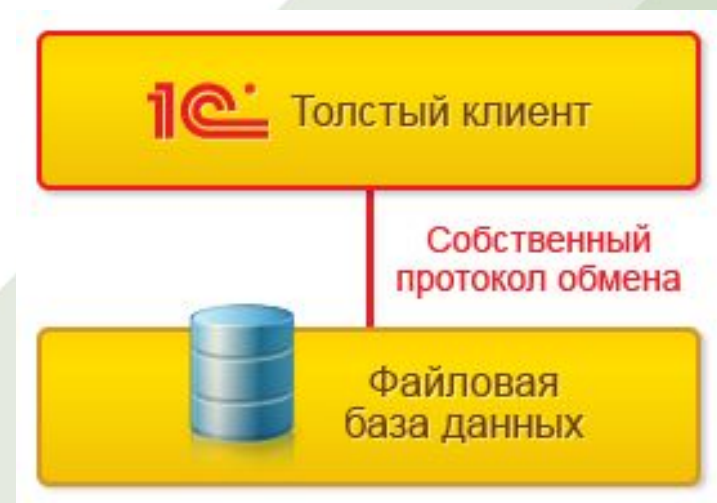 1С Толстый клиент
Собственный
протокол обмена
Файловая
база данных